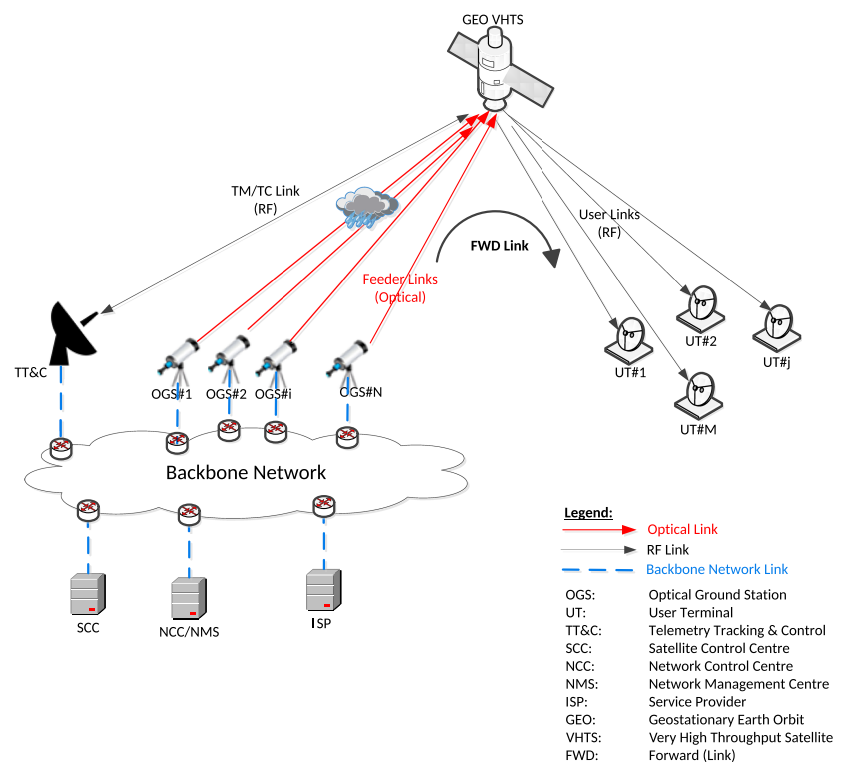 GEO VHTS
TM/TC Link
(RF)
User Links
(RF)
FWD Link
Feeder Links
(Optical)
TT&C
OGS#1
OGS#2
OGS#i
OGS#N
UT#1
UT#2
UT#j
UT#M
Backbone Network
SCC
NCC/NMS
ISP
Legend:
Optical Link
RF Link
Backbone Network Link
OGS: Optical Ground Station
UT: User Terminal
TT&C: Telemetry Tracking & Control
SCC: Satellite Control Centre
NCC: Network Control Centre
NMS: Network Management Centre
ISP: Service Provider
GEO: Geostationary Earth Orbit
VHTS: Very High Throughput Satellite
FWD: Forward (Link)